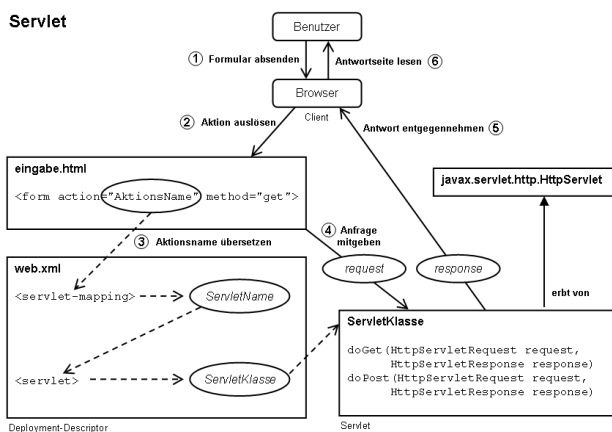 Servlet
Benutzer
① Formular absenden
Antwortseite lesen ⑥
Browser
Client
② Aktion auslösen
Antwort entgegennehmen ⑤
eingabe.html
<form action="AktionsName" method="get">
javax.servlet.http.HttpServlet
③ Aktionsname übersetzen
④ Anfrage
mitgeben
request
response
erbt von
web.xml
<servlet-mapping>
ServletName
<servlet>
ServletKlasse
Deployment-Descriptor
ServletKlasse
doGet(HttpServletRequest request,
HttpServletResponse response)
doPost(HttpServletRequest request,
HttpServletResponse response)
Servlet